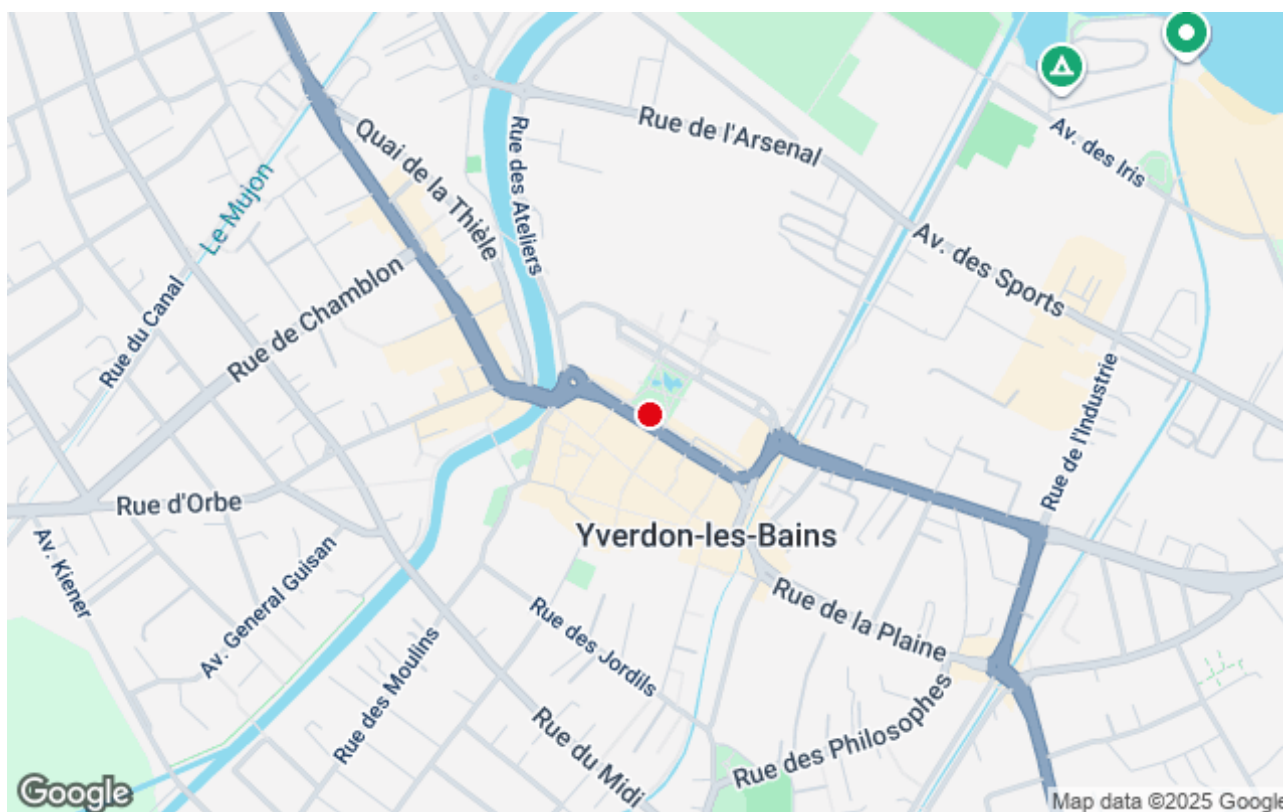 Rue de l'Arsenal
Av. des Iris
Quai de la Thièle
Rue des Ateliers
Le Mujon
Av. des Sports
Rue du Canal
Rue de Chamblon
Rue de l'Industrie
Rue d'Orbe
Yverdon-les-Bains
Av. Kiener
Av. General Guisan
Rue de la Plaine
Rue des Jordils
Rue des Moulins
Rue du Midi
Rue des Philosophes
Google
Map data ©2025 Google